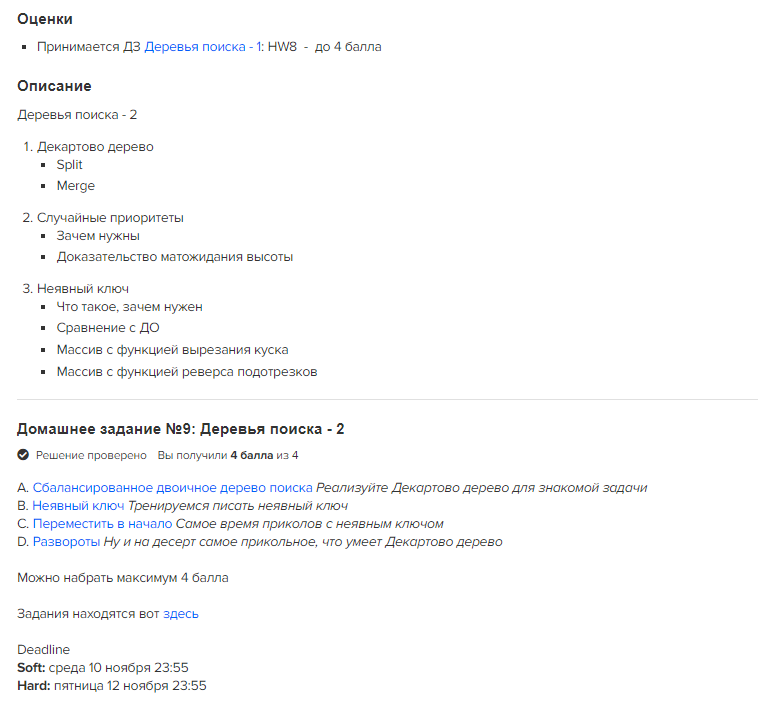 Оценки
▪ Принимается ДЗ Деревья поиска - 1: HW8 - до 4 балла
Описание
Деревья поиска - 2
1. Декартово дерево
▪ Split
▪ Merge
2. Случайные приоритеты
▪ Зачем нужны
▪ Доказательство матожидания высоты
3. Неявный ключ
▪ Что такое, зачем нужен
▪ Сравнение с ДО
▪ Массив с функцией вырезания куска
▪ Массив с функцией реверса подотрезков
Домашнее задание №9: Деревья поиска - 2
Решение проверено Вы получили 4 балла из 4
A. Сбалансированное двоичное дерево поиска Реализуйте Декартово дерево для знакомой задачи
B. Неявный ключ Тренируемся писать неявный ключ
C. Переместить в начало Самое время приколов с неявным ключом
D. Развороты Ну и на десерт самое прикольное, что умеет Декартово дерево
Можно набрать максимум 4 балла
Задания находятся вот здесь
Deadline
Soft: среда 10 ноября 23:55
Hard: пятница 12 ноября 23:55